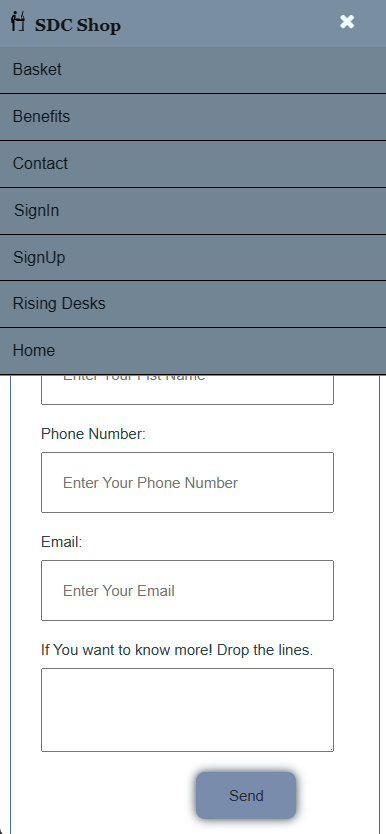 SDC Shop
Basket
Benefits
Contact
SignIn
SignUp
Rising Desks
Home
Enter Your Fist Name
Phone Number:
Enter Your Phone Number
Email:
Enter Your Email
If You want to know more! Drop the lines.
Send